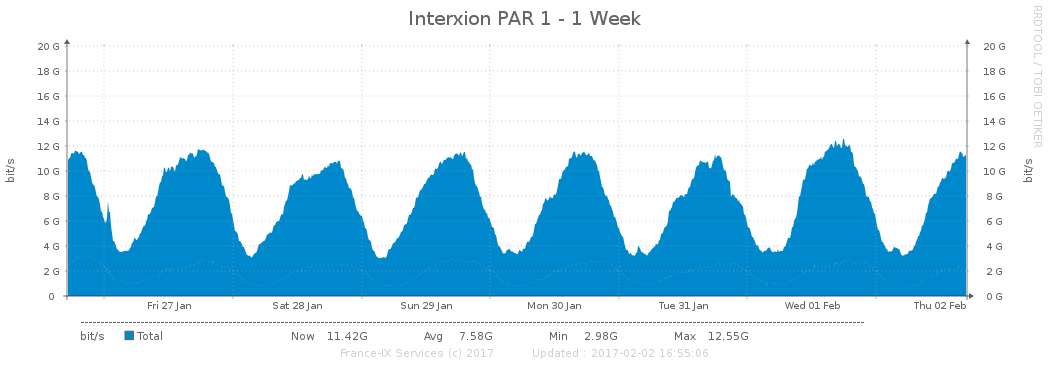 Interxion PAR 1 - 1 Week
RRDTOOL / TOBI OETIKER
bit/s
20 G
18 G
16 G
14 G
12 G
10 G
8 G
6 G
4 G
2 G
0
20 G
18 G
16 G
14 G
12 G
10 G
8 G
6 G
4 G
2 G
0 G
bit/s
Fri 27 Jan Sat 28 Jan Sun 29 Jan Mon 30 Jan Tue 31 Jan Wed 01 Feb Thu 02 Feb
bit/s Total Now 11.42G Avg 7.58G Min 2.98G Max 12.55G
France-IX Services (c) 2017 Updated : 2017-02-02 16:55:06